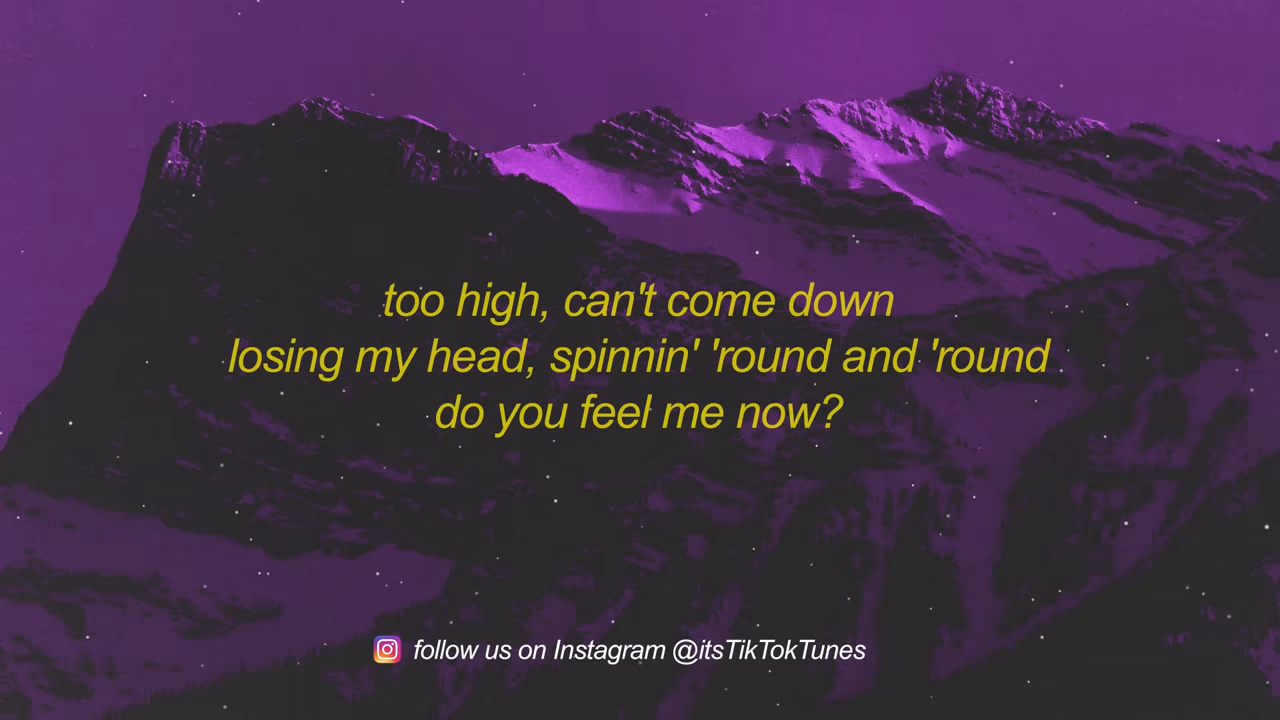 too high, can't come down
losing my head, spinnin' 'round and 'round
do you feel me now?
follow us on Instagram @itsTikTokTunes